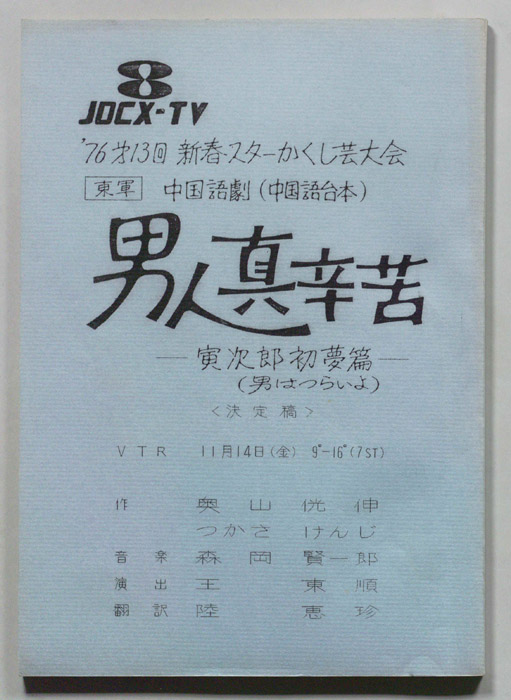 JOCX-TV
'76 第13回 新春スターかくし芸大会
東軍 中国語劇(中国語台本)
男人真辛苦
—寅次郎初夢篇—
(男はつらいよ)
<決定稿>
VTR 11月14日(金) 9°-16°(7ST)
作 奥山侊伸
つかさけんじ
音楽 森岡賢一郎
演出 王東順
翻訳 陸恵珍